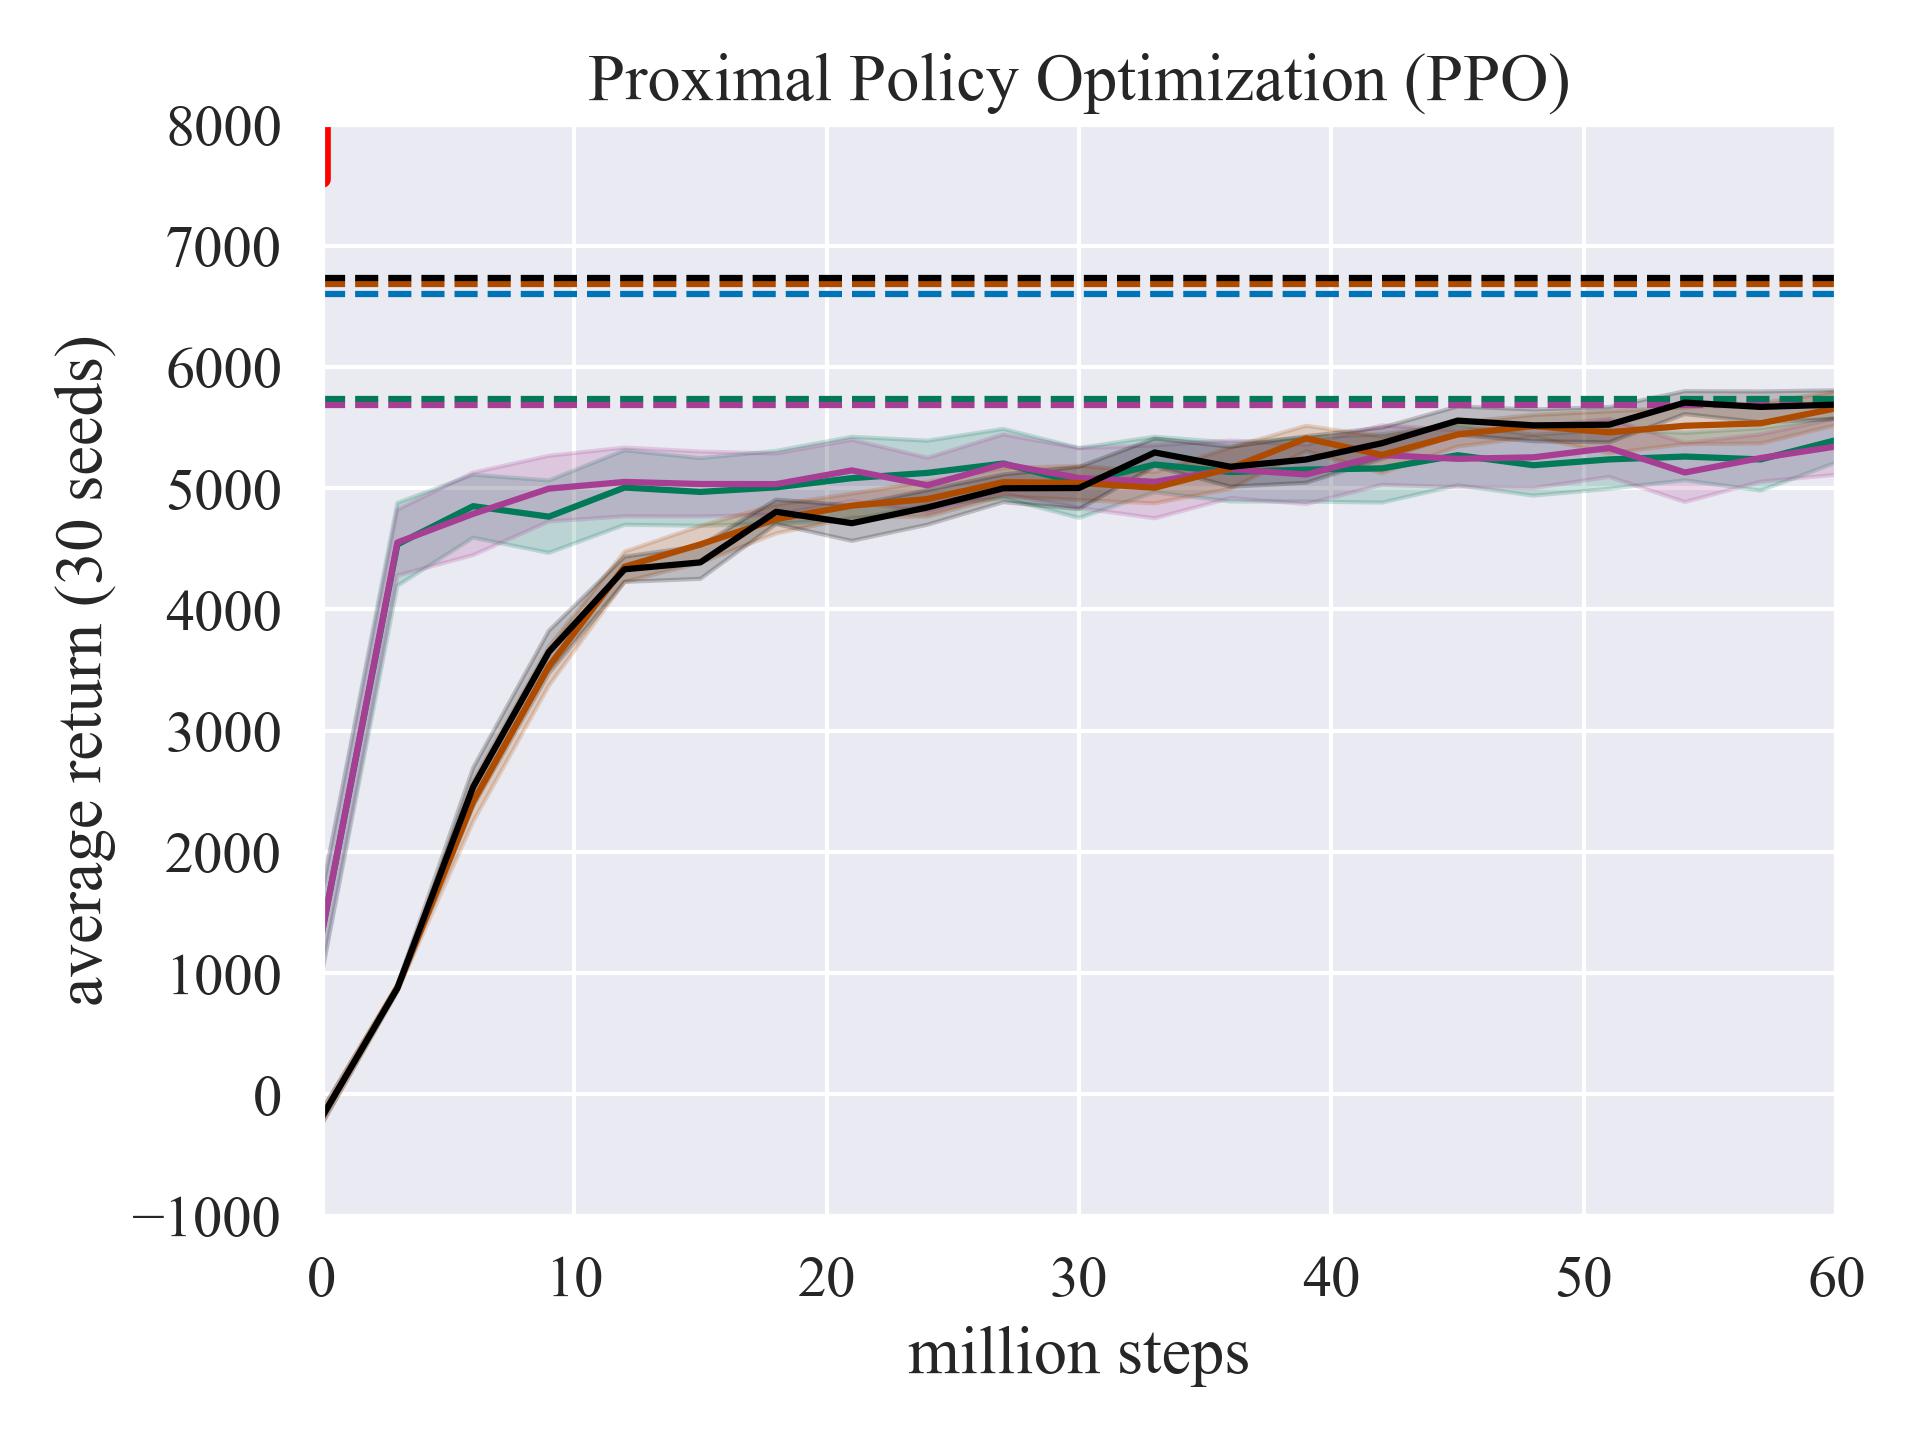 Proximal Policy Optimization (PPO)
8000
7000
6000
5000
4000
3000
2000
1000
0
−1000
average return (30 seeds)
0 10 20 30 40 50 60
million steps